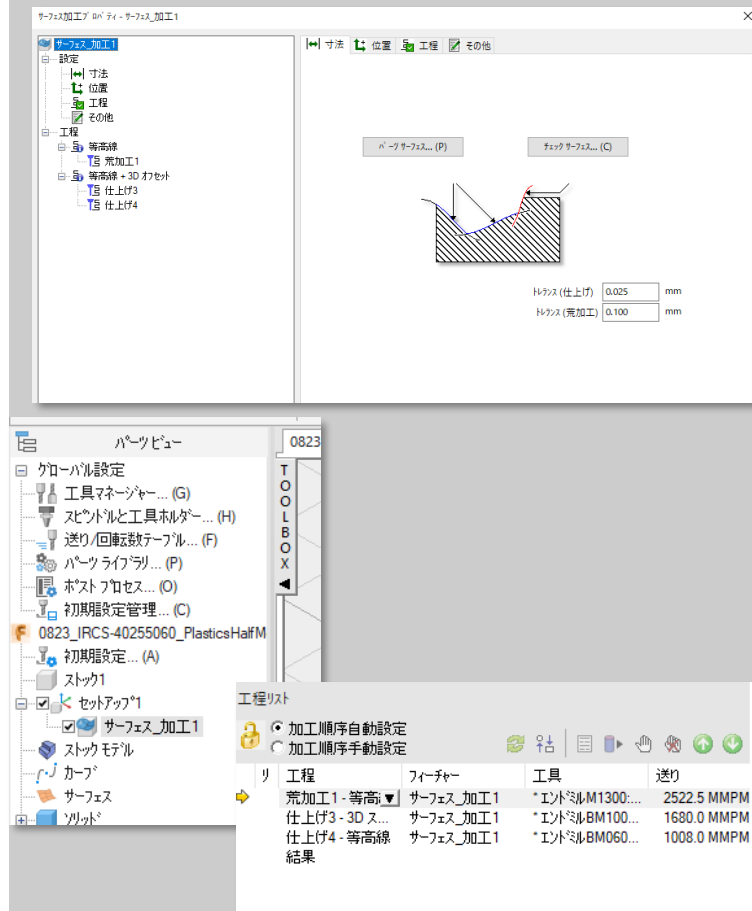 サーフェス加工プロパティ - サーフェス_加工1
サーフェス_加工1
設定
寸法
位置
工程
その他
工程
等高線
荒加工1
等高線 + 3D オフセット
仕上げ3
仕上げ4
寸法 位置 工程 その他
パーツ サーフェス... (P) チェック サーフェス... (C)
トレランス (仕上げ) 0.025 mm
トレランス (荒加工) 0.100 mm
パーツ ビュー
グローバル設定
工具マネージャー... (G)
スピンドルと工具ホルダー... (H)
送り/回転数テーブル... (F)
パーツ ライブラリ... (P)
ポスト プロセス... (O)
初期設定管理... (C)
0823_IRCS-40255060_PlasticsHalfM
初期設定... (A)
ストック1
セットアップ1
サーフェス_加工1
ストック モデル
カーブ
サーフェス
ソリッド
0823
TOOLBOX
工程リスト
加工順序自動設定
加工順序手動設定
リ 工程 フィーチャー 工具 送り
荒加工1 - 等高 サーフェス_加工1 * エンドミルM1300:... 2522.5 MMPM
仕上げ3 - 3D ス... サーフェス_加工1 * エンドミルBM100... 1680.0 MMPM
仕上げ4 - 等高線 サーフェス_加工1 * エンドミルBM060... 1008.0 MMPM
結果